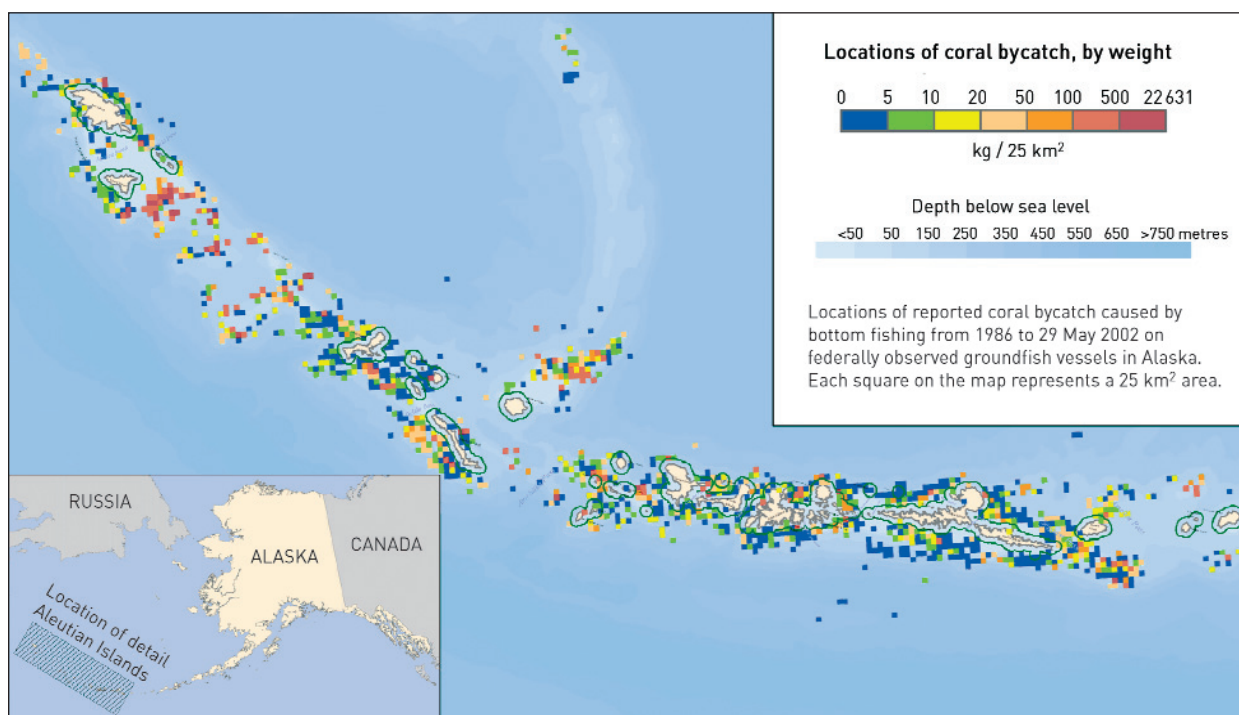 Locations of coral bycatch, by weight
0 5 10 20 50 100 500 22 631
kg / 25 km²
Depth below sea level
<50 50 150 250 350 450 550 650 >750 metres
Locations of reported coral bycatch caused by
bottom fishing from 1986 to 29 May 2002 on
federally observed groundfish vessels in Alaska.
Each square on the map represents a 25 km² area.
RUSSIA
ALASKA
CANADA
Location of detail
Aleutian Islands